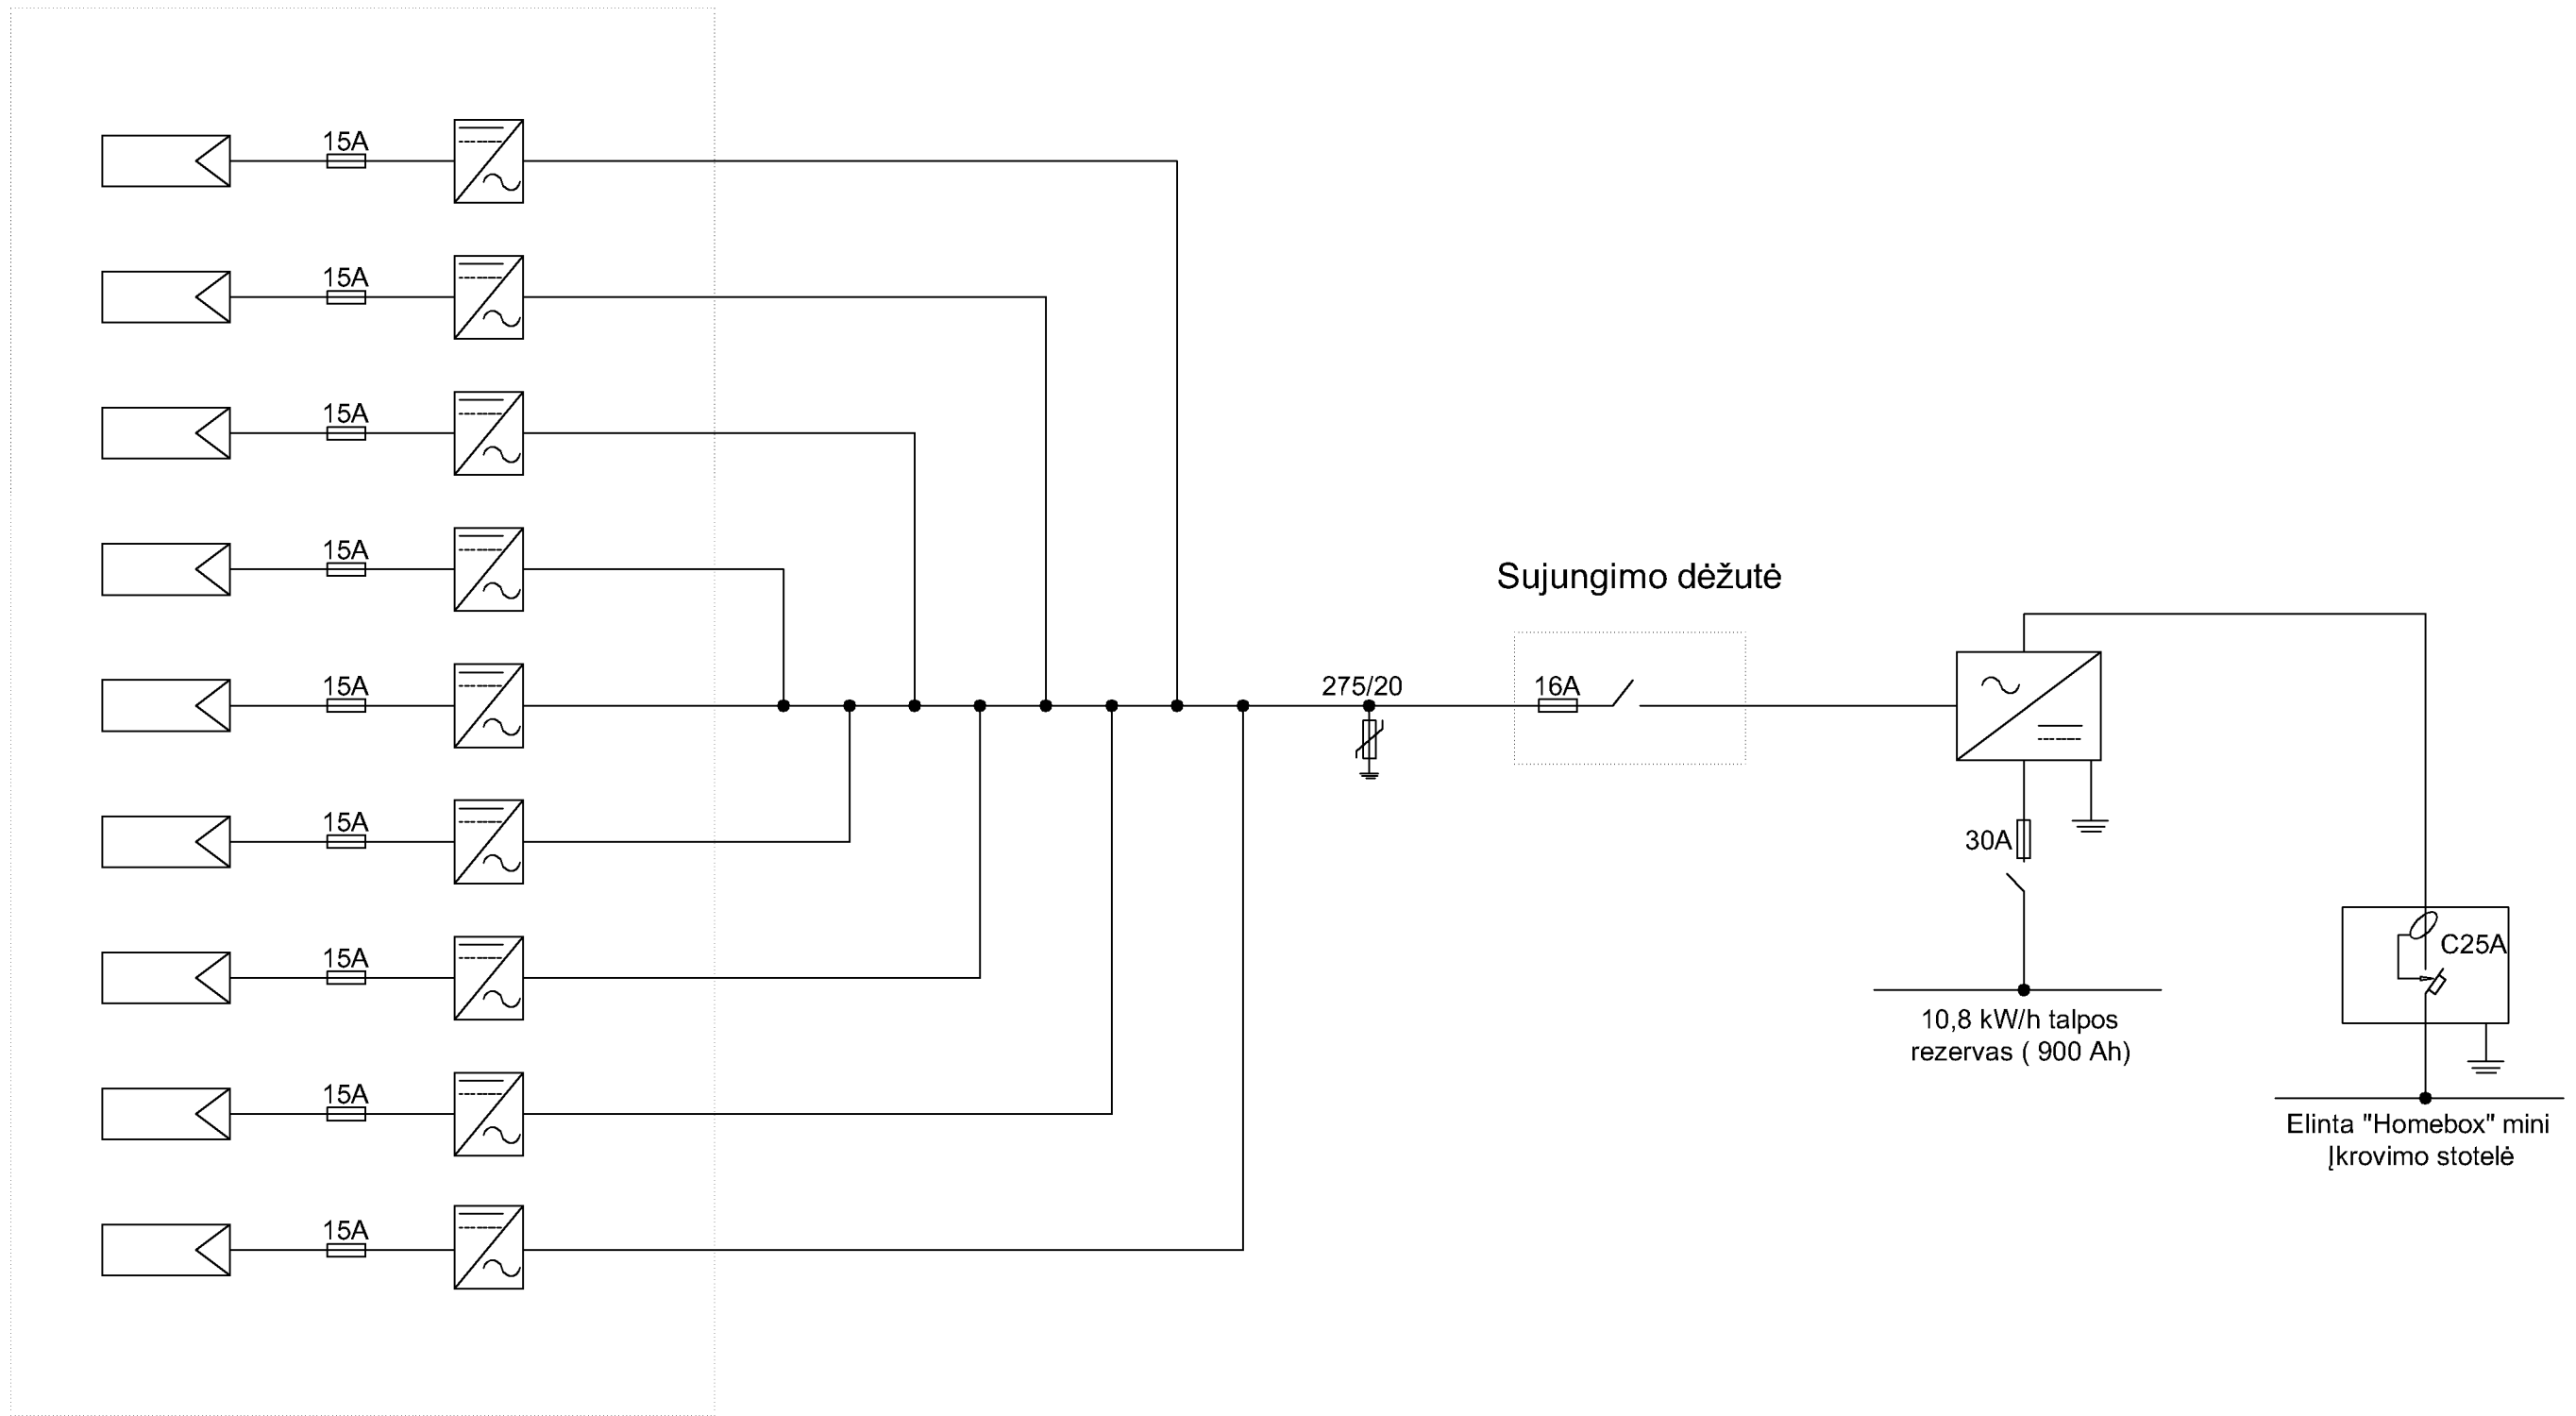 15A
15A
15A
15A
15A
15A
15A
15A
15A
275/20
Sujungimo dėžutė
16A
30A
10,8 kW/h talpos
rezervas ( 900 Ah)
C25A
Elinta "Homebox" mini
Įkrovimo stotelė